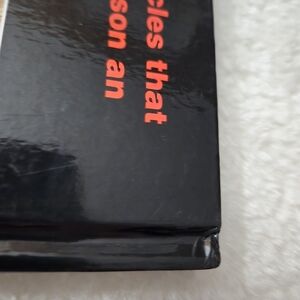 cles that
son an